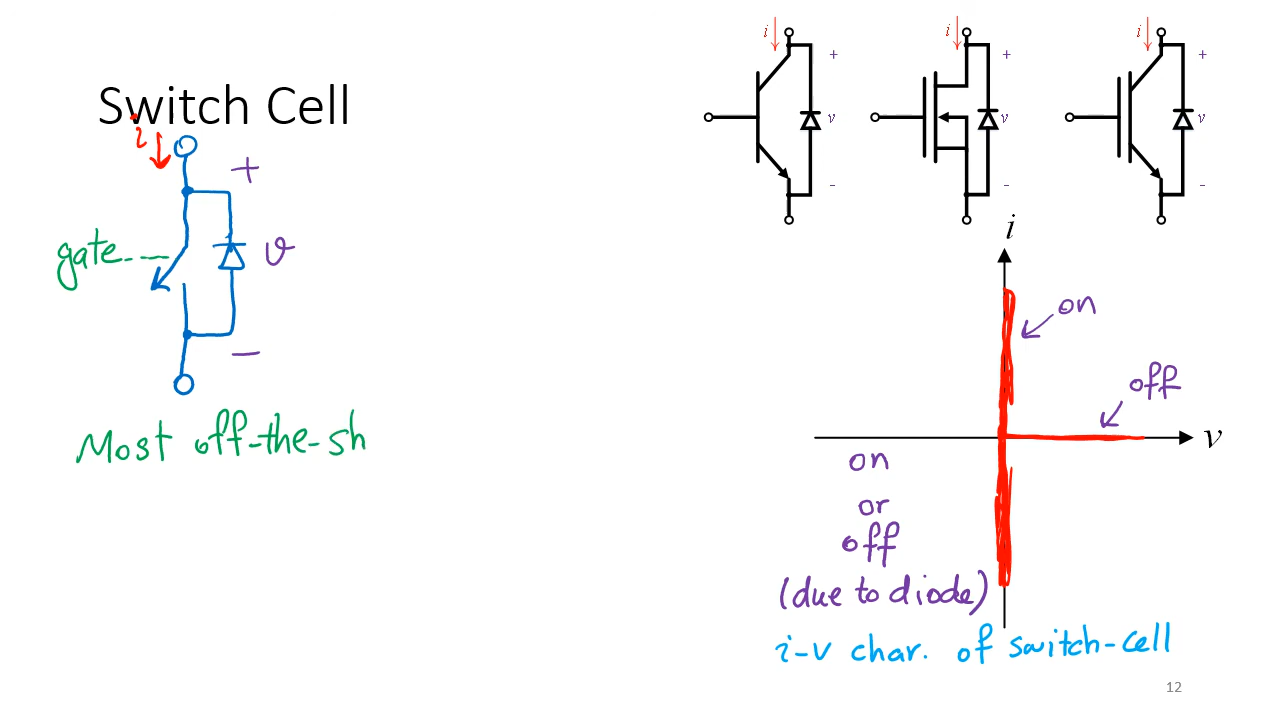 Switch Cell
i
+
gate
v
−
Most off-the-sh
i
+
v
-
i
+
v
-
i
+
v
-
i
on
off
v
on
or
off
(due to diode)
i-v char. of switch-cell
12